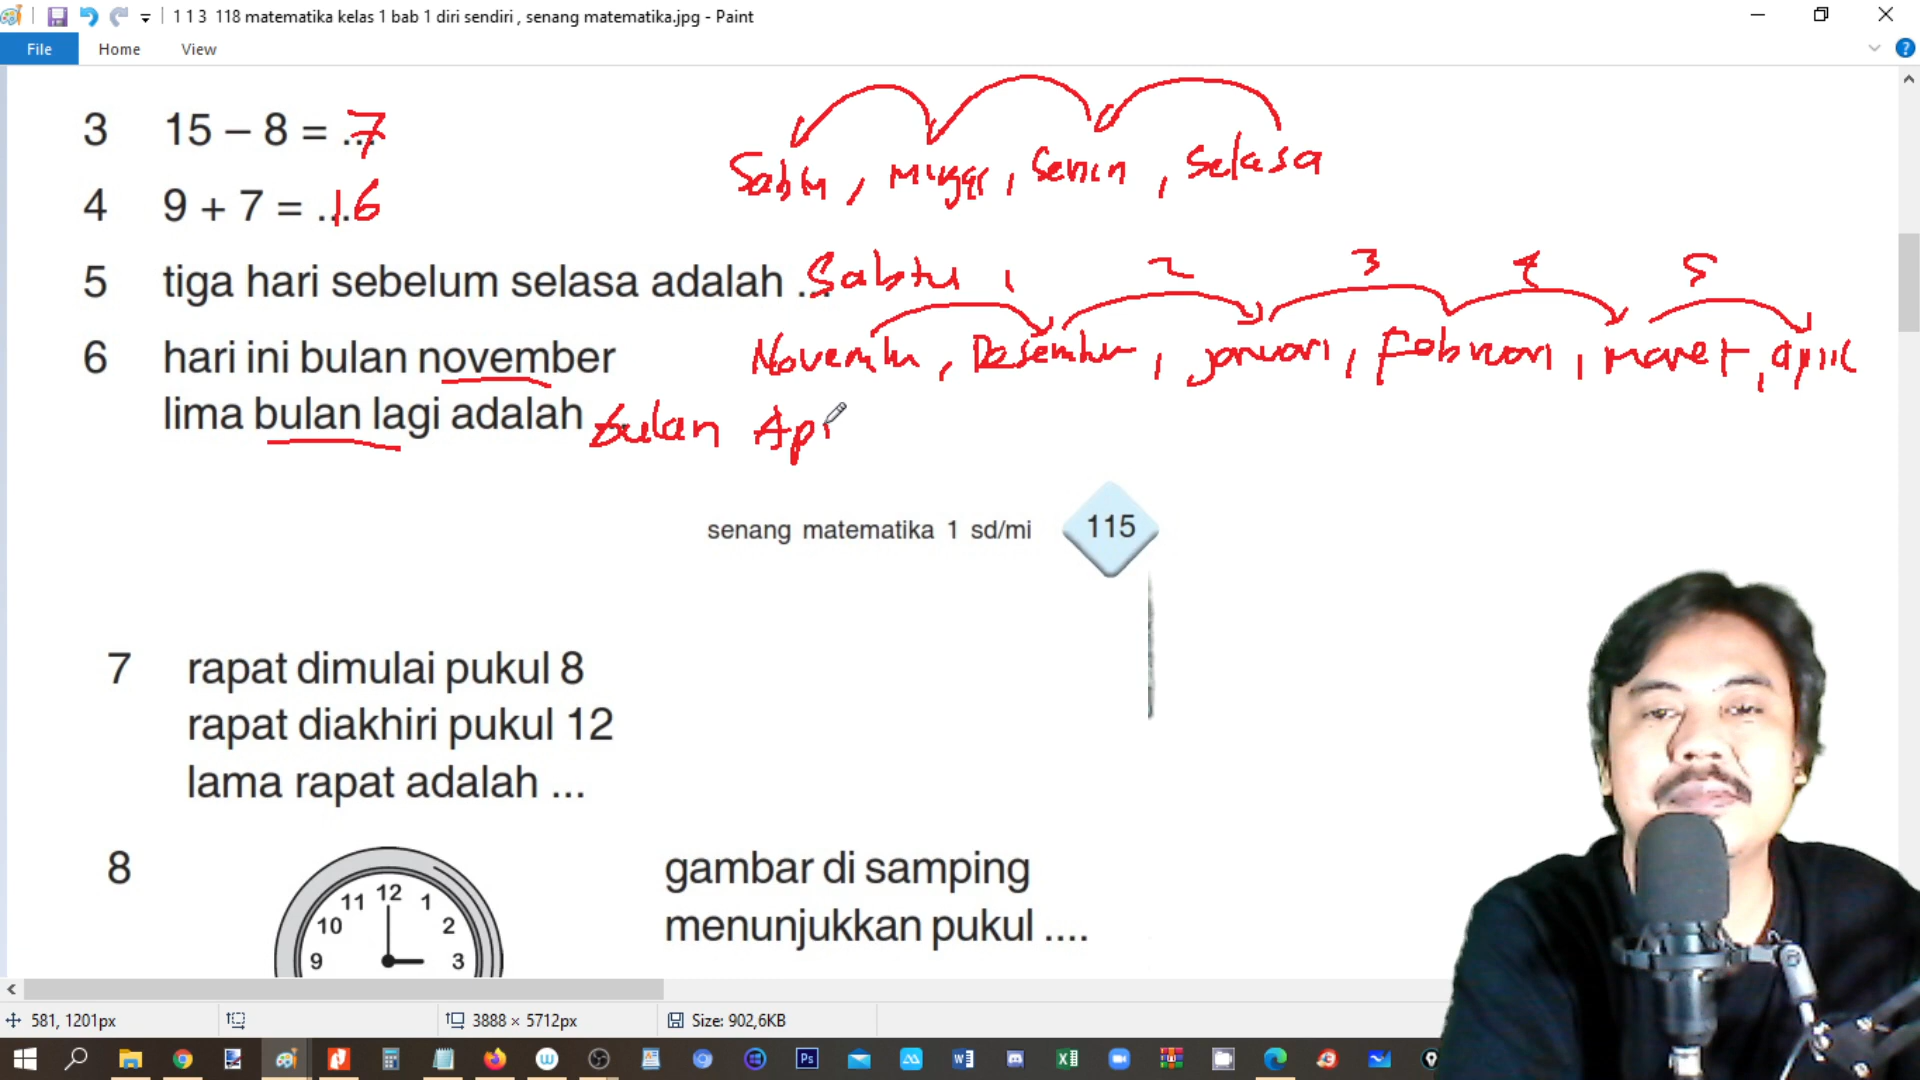 1 1 3 118 matematika kelas 1 bab 1 diri sendiri , senang matematika.jpg - Paint
File Home View
3 15 – 8 = ... 7
Sabtu, Minggu, Senin, Selasa
4 9 + 7 = ... 16
5 tiga hari sebelum selasa adalah ... Sabtu
1 2 3 4 5
6 hari ini bulan november
November, Desember, Januari, Februari, Maret, April
lima bulan lagi adalah bulan Apr
senang matematika 1 sd/mi 115
7 rapat dimulai pukul 8
rapat diakhiri pukul 12
lama rapat adalah ...
8 gambar di samping
menunjukkan pukul ....
11 12 1
10 2
9 3
581, 1201px 3888 × 5712px Size: 902,6KB